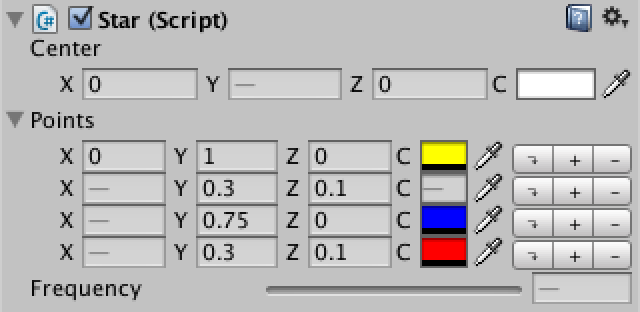 C# Star (Script)
Center
X 0 Y — Z 0 C
Points
X 0 Y 1 Z 0 C + -
X — Y 0.3 Z 0.1 C — + -
X — Y 0.75 Z 0 C + -
X — Y 0.3 Z 0.1 C + -
Frequency —